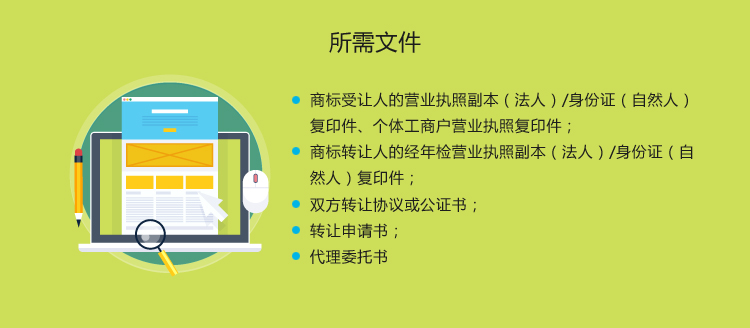 所需文件
商标受让人的营业执照副本（法人）/身份证（自然人）
复印件、个体工商户营业执照复印件；
商标转让人的经年检营业执照副本（法人）/身份证（自
然人）复印件；
双方转让协议或公证书；
转让申请书；
代理委托书